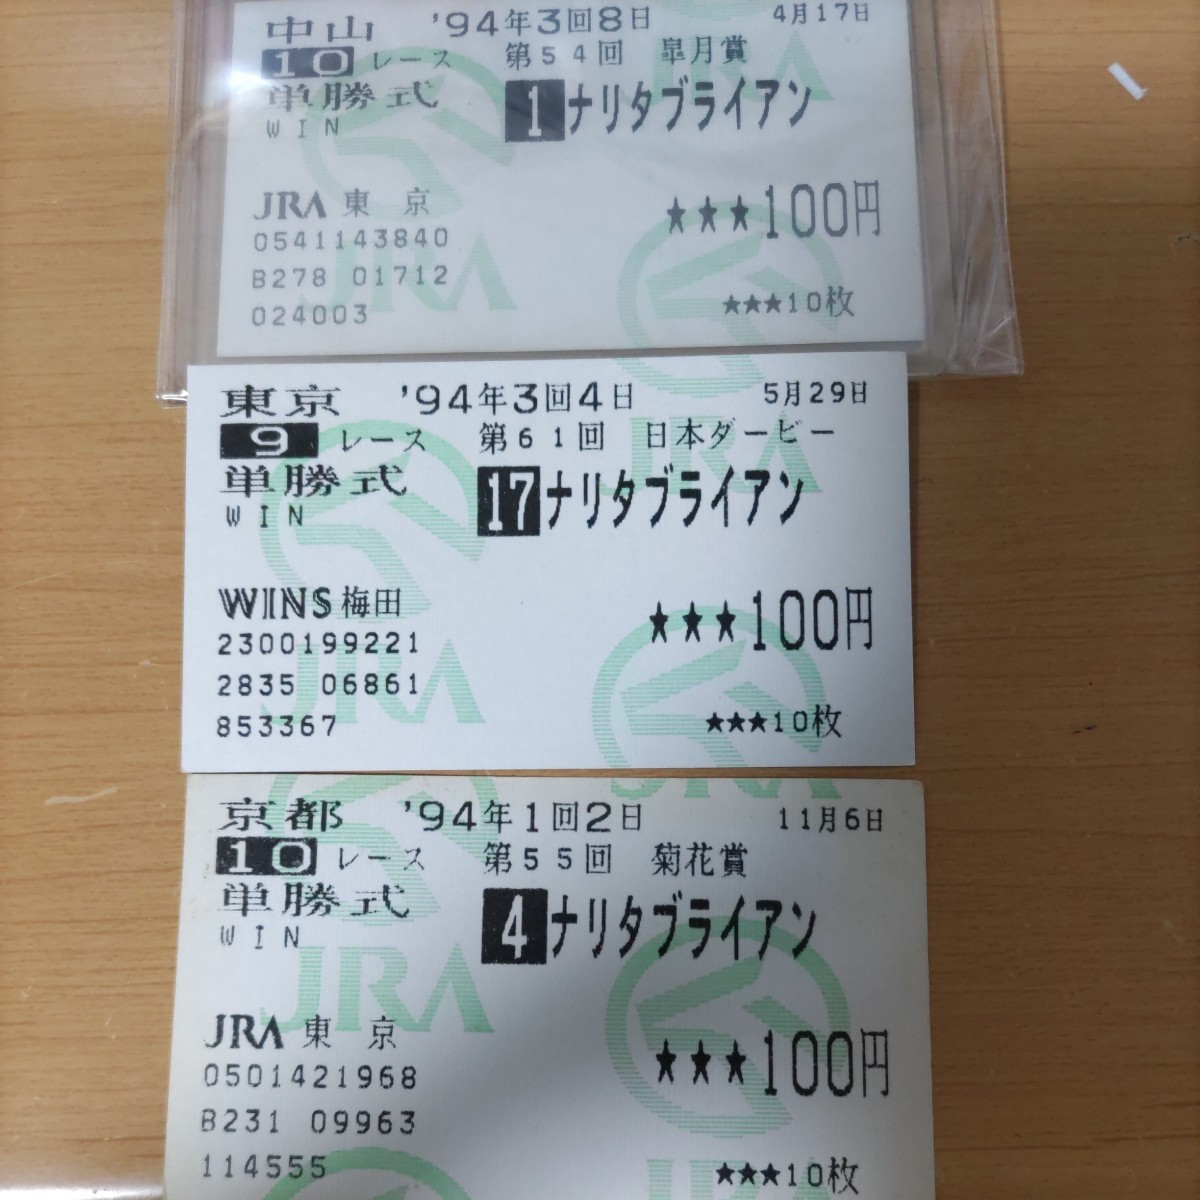 中山 '94年3回8日 4月17日
10 レース 第54回 皐月賞
単勝式 1 ナリタブライアン
WIN
JRA 東京 ★★★100円
0541143840
B278 01712
024003 ★★★10枚
東京 '94年3回4日 5月29日
9 レース 第61回 日本ダービー
単勝式 17 ナリタブライアン
WIN
WINS梅田 ★★★100円
2300199221
2835 06861
853367 ★★★10枚
京都 '94年1回2日 11月6日
10 レース 第55回 菊花賞
単勝式 4 ナリタブライアン
WIN
JRA 東京 ★★★100円
0501421968
B231 09963
114555 ★★★10枚